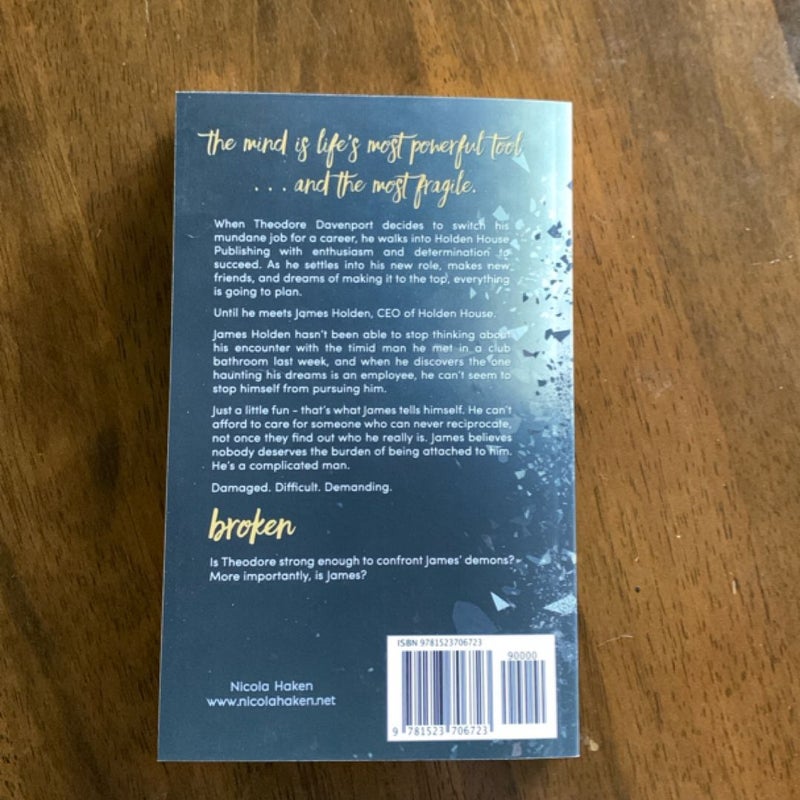 the mind is life's most powerful tool
. . . and the most fragile.
When Theodore Davenport decides to switch his
mundane job for a career, he walks into Holden House
Publishing with enthusiasm and determination to
succeed. As he settles into his new role, makes new
friends, and dreams of making it to the top, everything
is going to plan.
Until he meets James Holden, CEO of Holden House.
James Holden hasn't been able to stop thinking about
his encounter with the timid man he met in a club
bathroom last week, and when he discovers the one
haunting his dreams is an employee, he can't seem to
stop himself from pursuing him.
Just a little fun - that's what James tells himself. He can't
afford to care for someone who can never reciprocate,
not once they find out who he really is. James believes
nobody deserves the burden of being attached to him.
He's a complicated man.
Damaged. Difficult. Demanding.
broken
Is Theodore strong enough to confront James' demons?
More importantly, is James?
ISBN 9781523706723
90000
9 781523 706723
Nicola Haken
www.nicolahaken.net